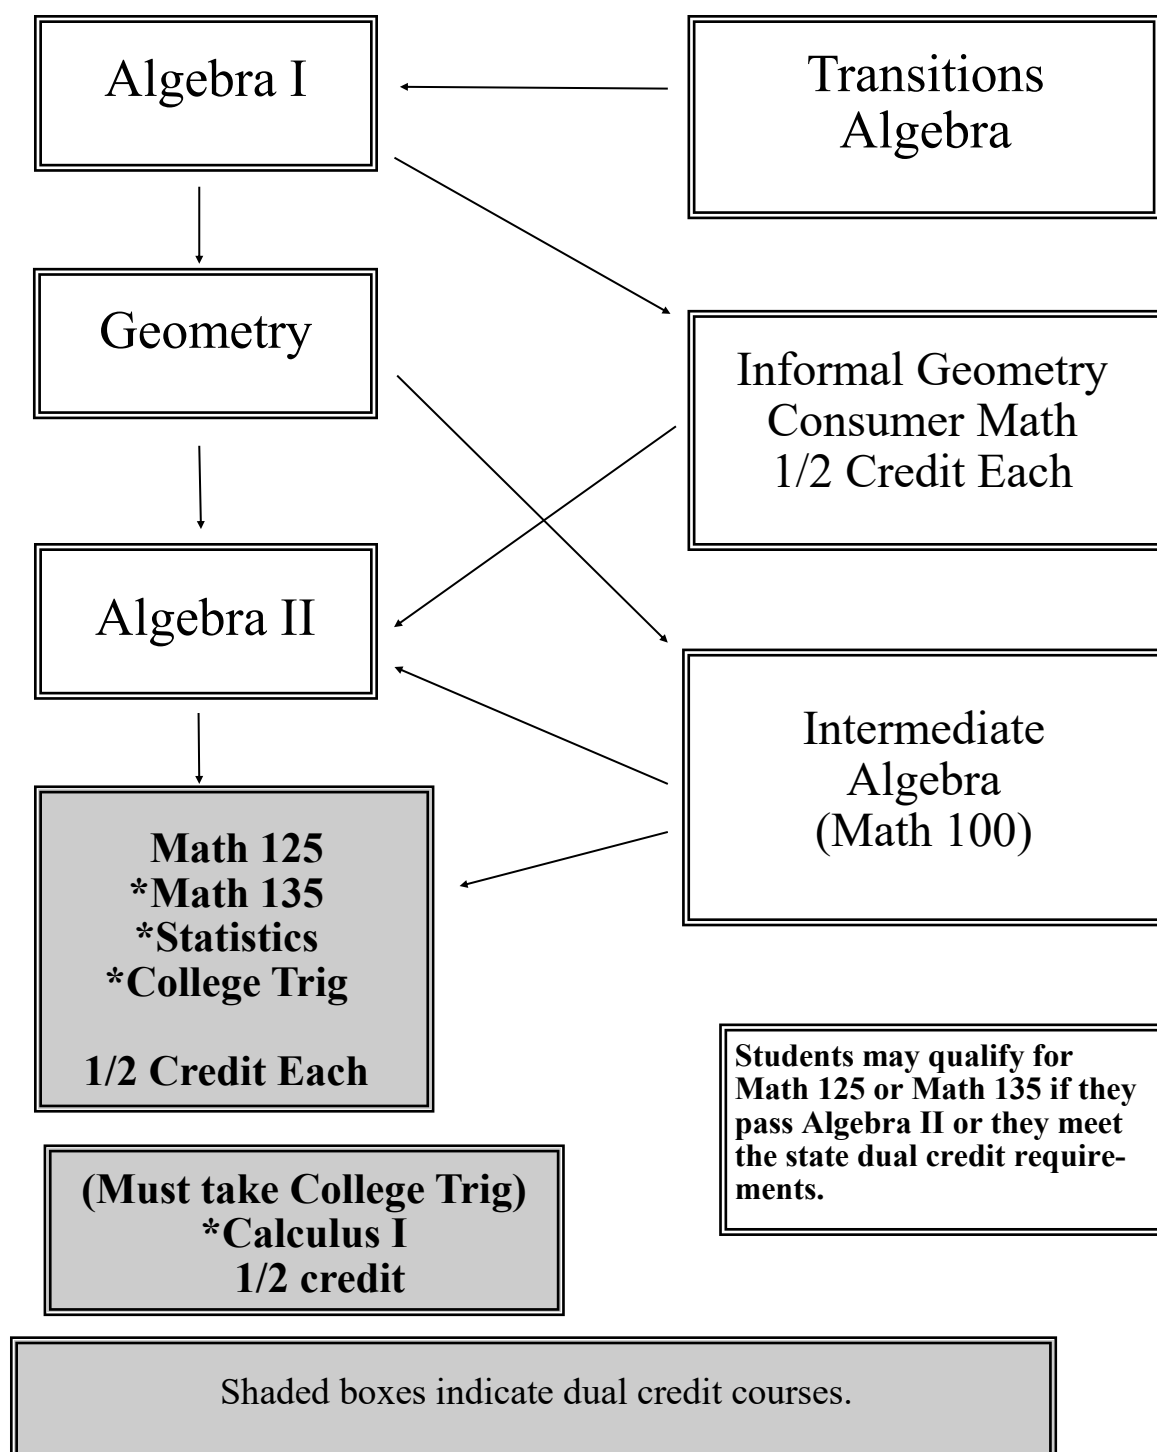 Algebra I
Transitions
Algebra
Geometry
Informal Geometry
Consumer Math
1/2 Credit Each
Algebra II
Intermediate
Algebra
(Math 100)
Math 125
*Math 135
*Statistics
*College Trig
1/2 Credit Each
Students may qualify for
Math 125 or Math 135 if they
pass Algebra II or they meet
the state dual credit require-
ments.
(Must take College Trig)
*Calculus I
1/2 credit
Shaded boxes indicate dual credit courses.